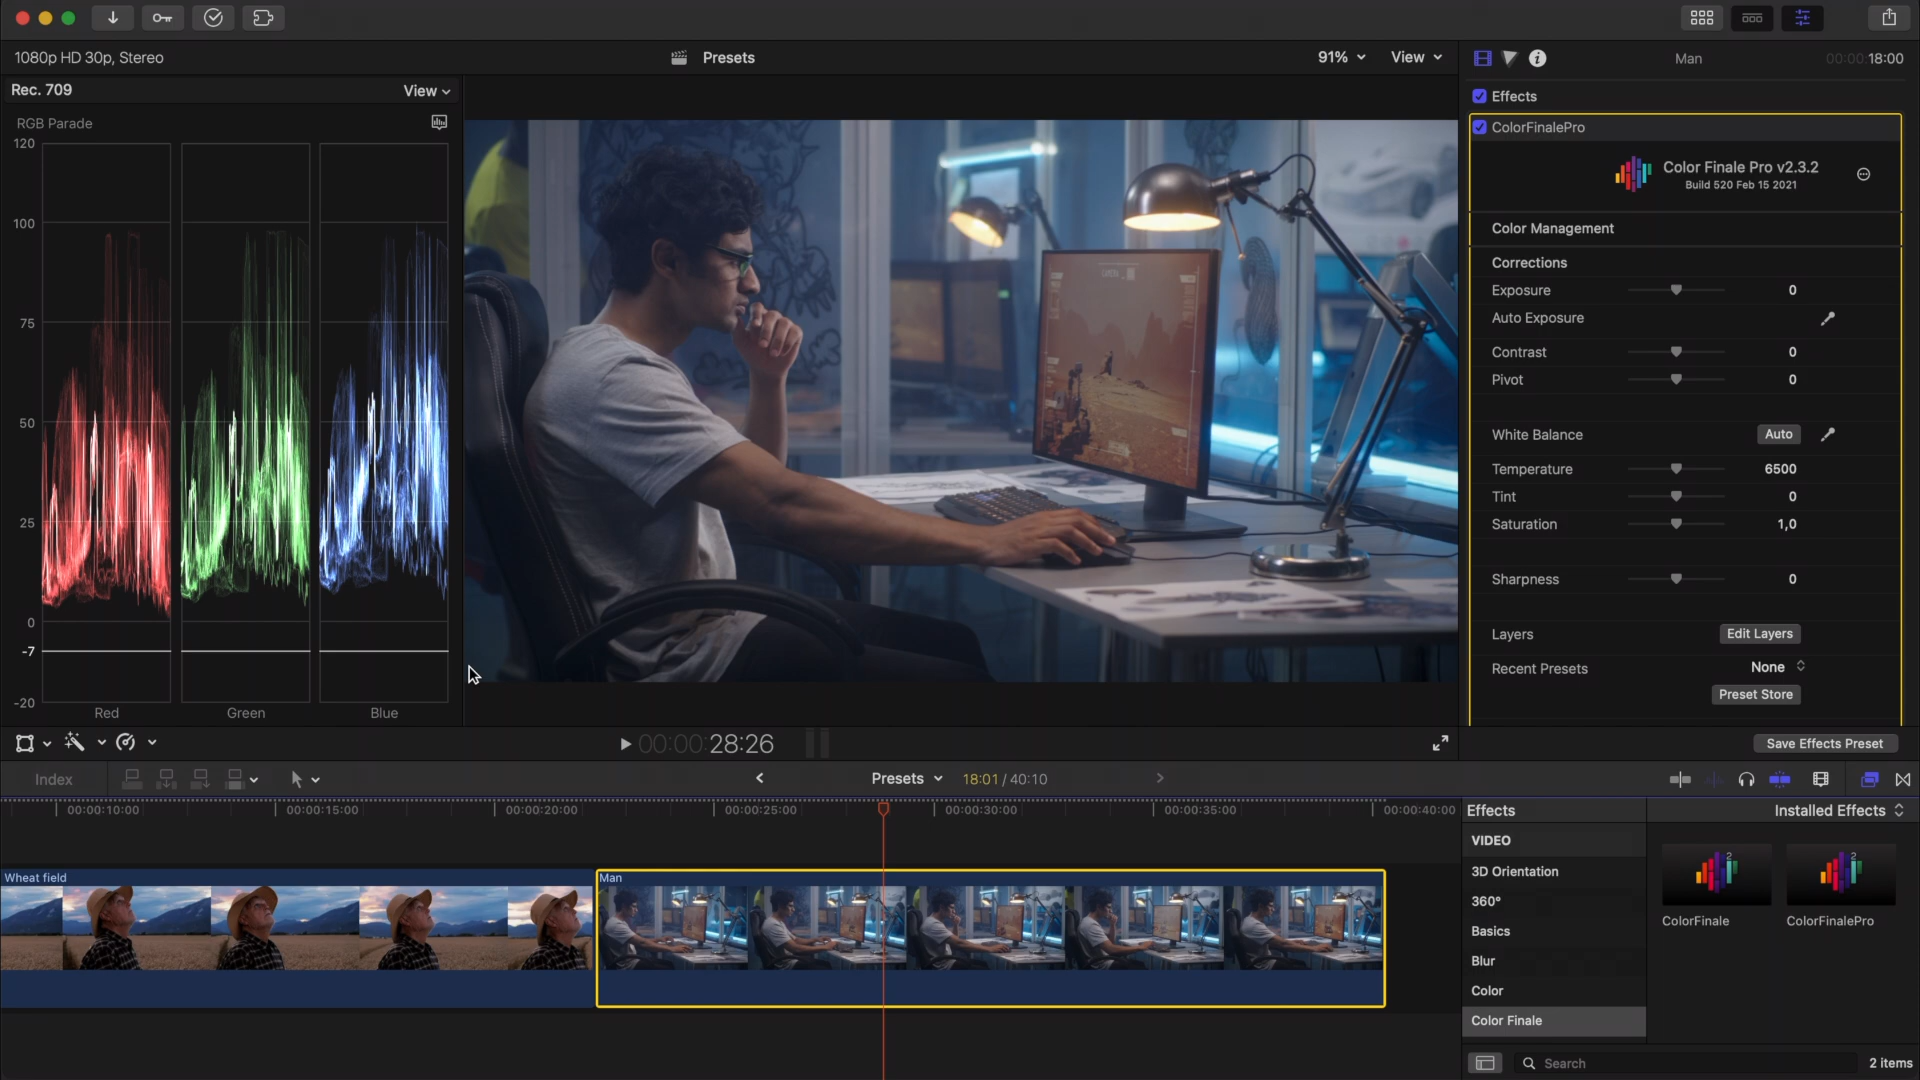 1080p HD 30p, Stereo
Presets
91%
View
Man
00:00:18:00
Rec. 709
View
Effects
RGB Parade
ColorFinalePro
120
100
75
50
25
0
-7
-20
Red
Green
Blue
Color Finale Pro v2.3.2
Build 520 Feb 15 2021
Color Management
Corrections
Exposure 0
Auto Exposure
Contrast 0
Pivot 0
White Balance Auto
Temperature 6500
Tint 0
Saturation 1,0
Sharpness 0
Layers Edit Layers
Recent Presets None
Preset Store
00:00:28:26
Save Effects Preset
Index
Presets
18:01 / 40:10
00:00:10:00
00:00:15:00
00:00:20:00
00:00:25:00
00:00:30:00
00:00:35:00
00:00:40:00
Wheat field
Man
Effects
Installed Effects
VIDEO
3D Orientation
360°
Basics
Blur
Color
Color Finale
2
ColorFinale
2
ColorFinalePro
Search
2 items